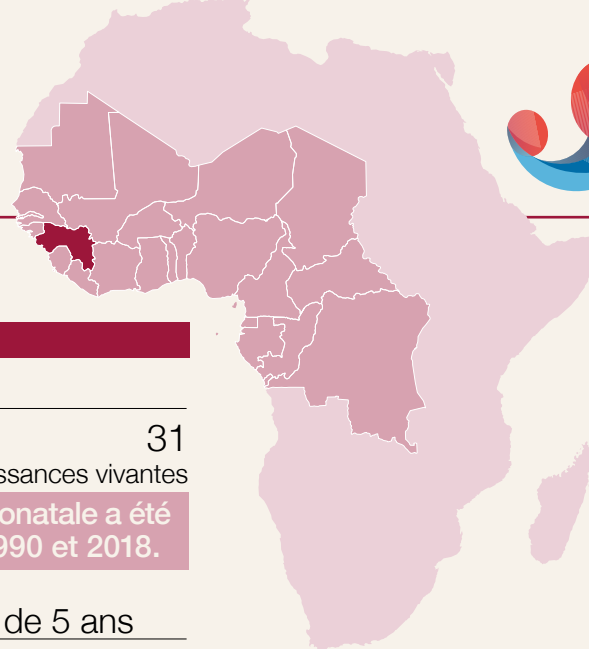 31
ssances vivantes
onatale a été
990 et 2018.
de 5 ans